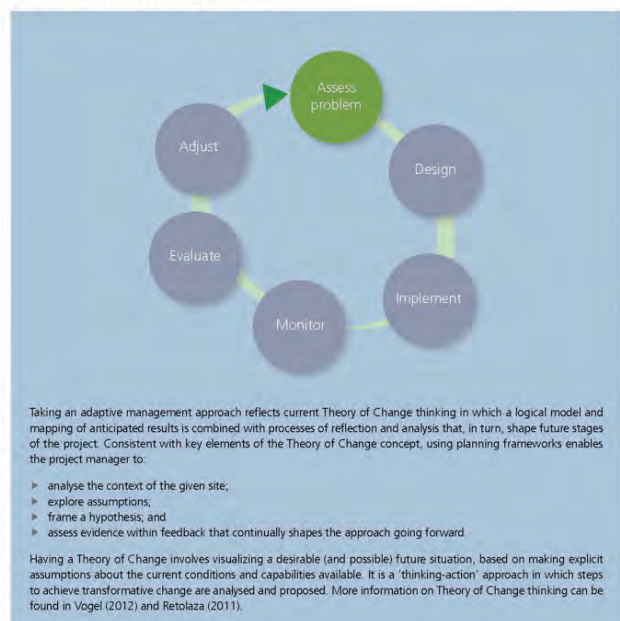 Assess
problem
Adjust
Design
Evaluate
Implement
Monitor
Taking an adaptive management approach reflects current Theory of Change thinking in which a logical model and
mapping of anticipated results is combined with processes of reflection and analysis that, in turn, shape future stages
of the project. Consistent with key elements of the Theory of Change concept, using planning frameworks enables
the project manager to:
▶ analyse the context of the given site;
▶ explore assumptions;
▶ frame a hypothesis; and
▶ assess evidence within feedback that continually shapes the approach going forward.
Having a Theory of Change involves visualizing a desirable (and possible) future situation, based on making explicit
assumptions about the current conditions and capabilities available. It is a ‘thinking-action’ approach in which steps
to achieve transformative change are analysed and proposed. More information on Theory of Change thinking can be
found in Vogel (2012) and Retolaza (2011).